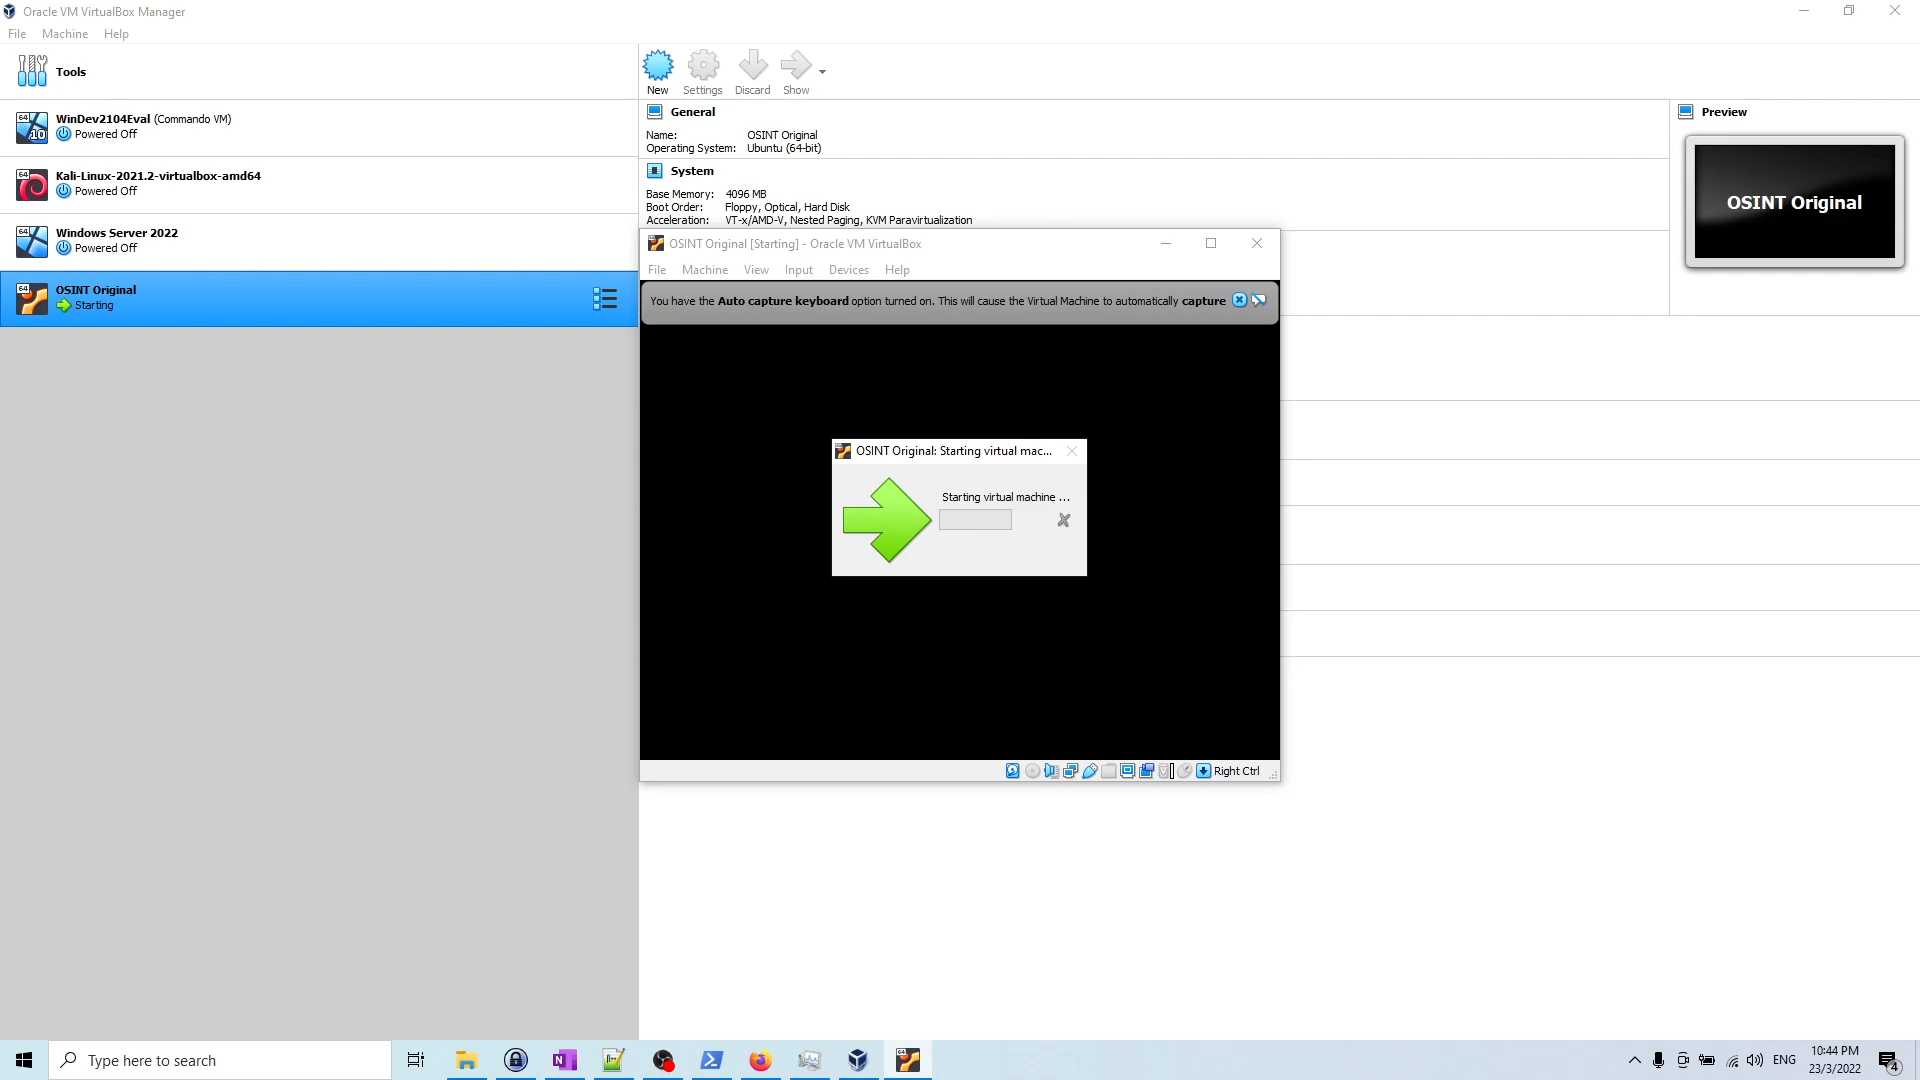 Oracle VM VirtualBox Manager
File Machine Help
Tools
New Settings Discard Show
64 10 WinDev2104Eval (Commando VM)
Powered Off
64 Kali-Linux-2021.2-virtualbox-amd64
Powered Off
64 Windows Server 2022
Powered Off
64 OSINT Original
Starting
General
Name: OSINT Original
Operating System: Ubuntu (64-bit)
System
Base Memory: 4096 MB
Boot Order: Floppy, Optical, Hard Disk
Acceleration: VT-x/AMD-V, Nested Paging, KVM Paravirtualization
Preview
OSINT Original
OSINT Original [Starting] - Oracle VM VirtualBox
File Machine View Input Devices Help
You have the Auto capture keyboard option turned on. This will cause the Virtual Machine to automatically capture
OSINT Original: Starting virtual mac...
Starting virtual machine ...
Right Ctrl
Type here to search
ENG
10:44 PM
23/3/2022
4